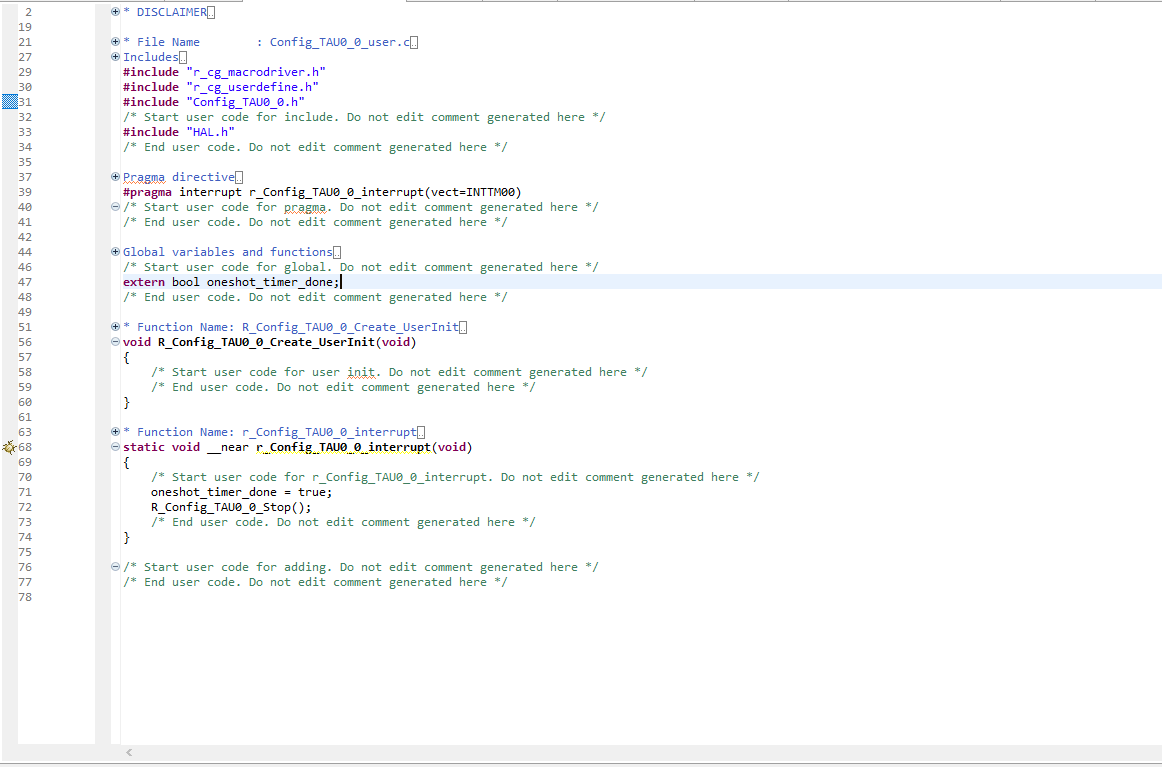 2 * DISCLAIMER
19
21 * File Name        : Config_TAU0_0_user.c
27 Includes
29 #include "r_cg_macrodriver.h"
30 #include "r_cg_userdefine.h"
31 #include "Config_TAU0_0.h"
32 /* Start user code for include. Do not edit comment generated here */
33 #include "HAL.h"
34 /* End user code. Do not edit comment generated here */
35
37 Pragma directive
39 #pragma interrupt r_Config_TAU0_0_interrupt(vect=INTTM00)
40 /* Start user code for pragma. Do not edit comment generated here */
41 /* End user code. Do not edit comment generated here */
42
44 Global variables and functions
46 /* Start user code for global. Do not edit comment generated here */
47 extern bool oneshot_timer_done;
48 /* End user code. Do not edit comment generated here */
49
51 * Function Name: R_Config_TAU0_0_Create_UserInit
56 void R_Config_TAU0_0_Create_UserInit(void)
57 {
58     /* Start user code for user init. Do not edit comment generated here */
59     /* End user code. Do not edit comment generated here */
60 }
61
63 * Function Name: r_Config_TAU0_0_interrupt
68 static void __near r_Config_TAU0_0_interrupt(void)
69 {
70     /* Start user code for r_Config_TAU0_0_interrupt. Do not edit comment generated here */
71     oneshot_timer_done = true;
72     R_Config_TAU0_0_Stop();
73     /* End user code. Do not edit comment generated here */
74 }
75
76 /* Start user code for adding. Do not edit comment generated here */
77 /* End user code. Do not edit comment generated here */
78